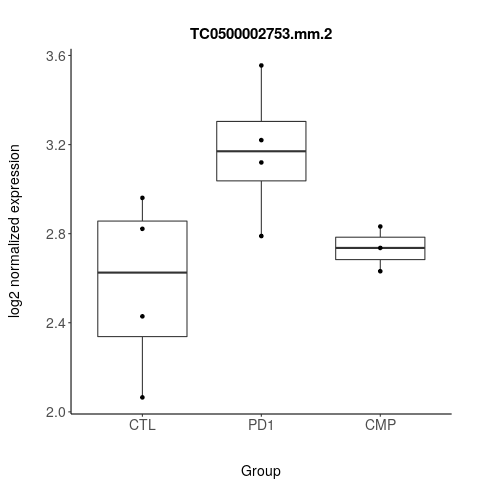 TC0500002753.mm.2
log2 normalized expression
3.6
3.2
2.8
2.4
2.0
CTL PD1 CMP
Group